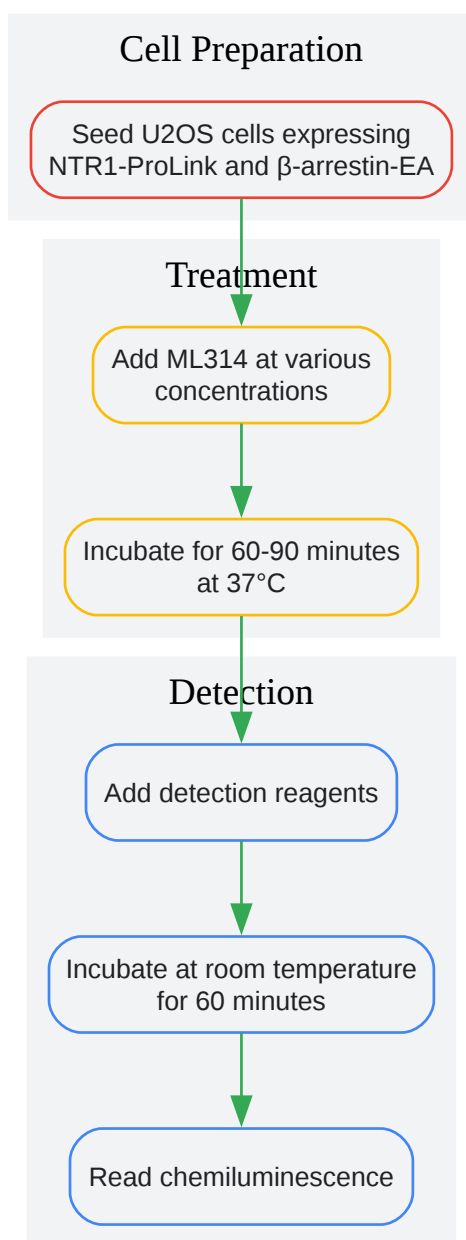 Cell Preparation
Seed U2OS cells expressing
NTR1-ProLink and β-arrestin-EA
Treatment
Add ML314 at various
concentrations
Incubate for 60-90 minutes
at 37°C
Detection
Add detection reagents
Incubate at room temperature
for 60 minutes
Read chemiluminescence